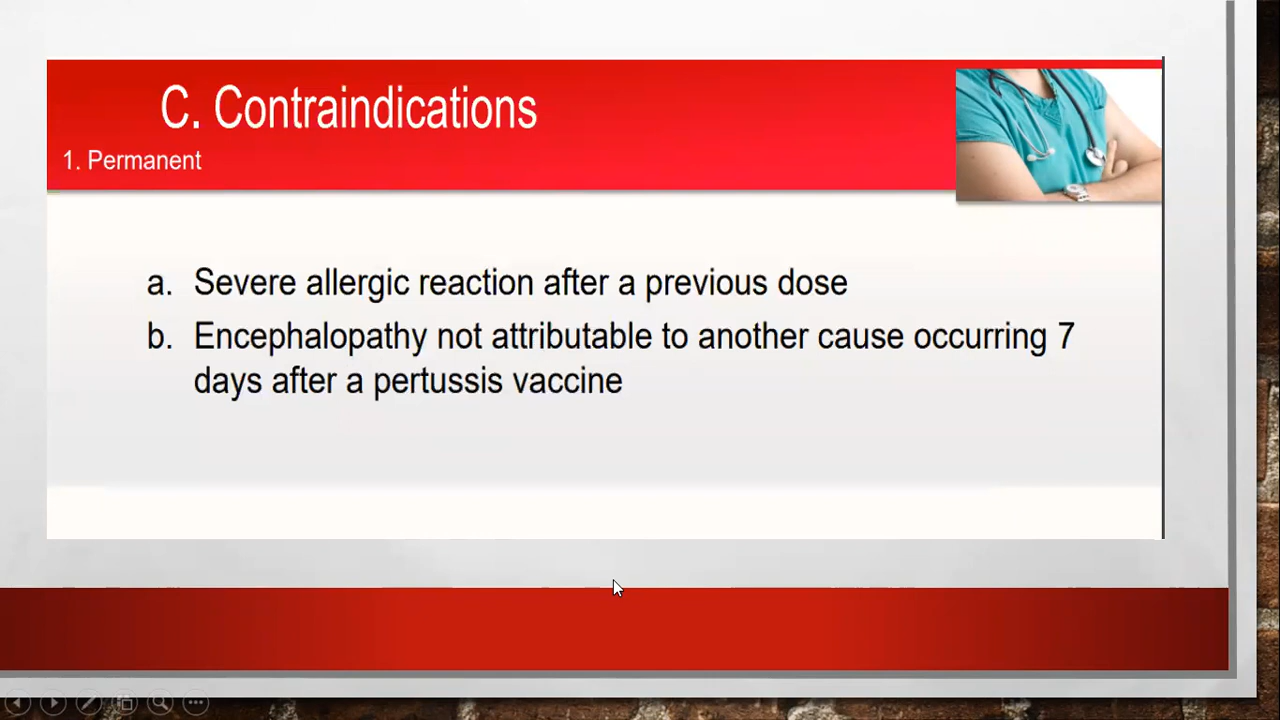 C. Contraindications
1. Permanent
a. Severe allergic reaction after a previous dose
b. Encephalopathy not attributable to another cause occurring 7
days after a pertussis vaccine